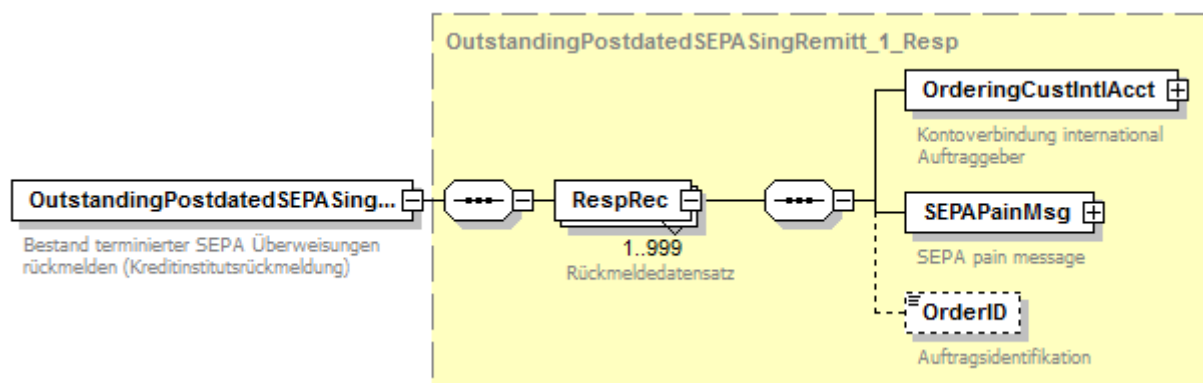 OutstandingPostdatedSEPASingRemitt_1_Resp
OrderingCustIntlAcct
Kontoverbindung international
Auftraggeber
OutstandingPostdatedSEPASing...
Bestand terminierter SEPA Überweisungen
rückmelden (Kreditinstitutsrückmeldung)
RespRec
1..999
Rückmeldedatensatz
SEPAPainMsg
SEPA pain message
OrderID
Auftragsidentifikation